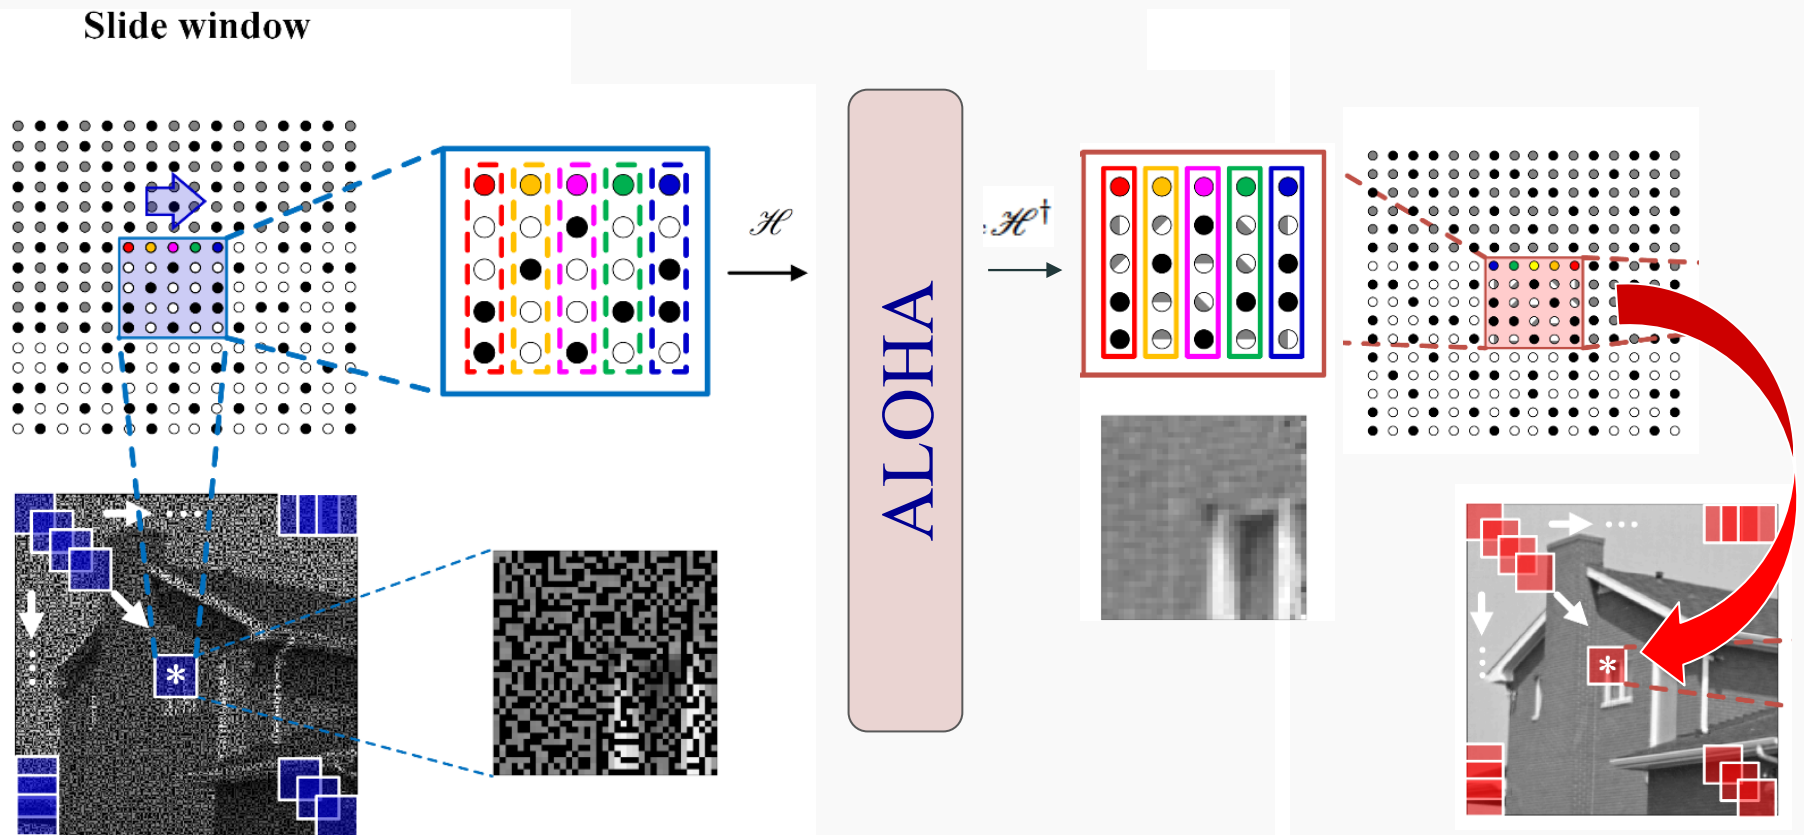 Slide window
ℋ
ALOHA
ℋ†
*
*